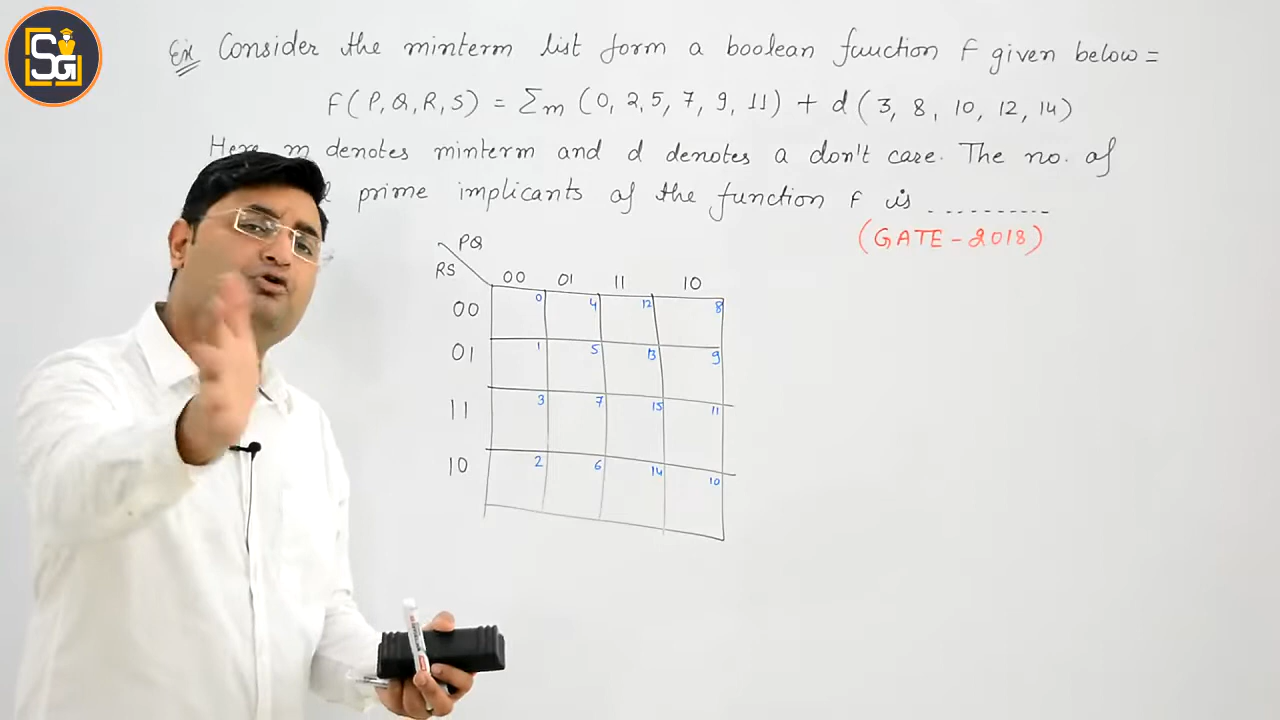 SG
Ex Consider the minterm list form a boolean function F given below =
F(P,Q,R,S) = Σm (0, 2, 5, 7, 9, 11) + d (3, 8, 10, 12, 14)
Here m denotes minterm and d denotes a don't care. The no. of
prime implicants of the function F is ---------
(GATE - 2018)
PQ
RS
00 01 11 10
00 0 4 12 8
01 1 5 13 9
11 3 7 15 11
10 2 6 14 10